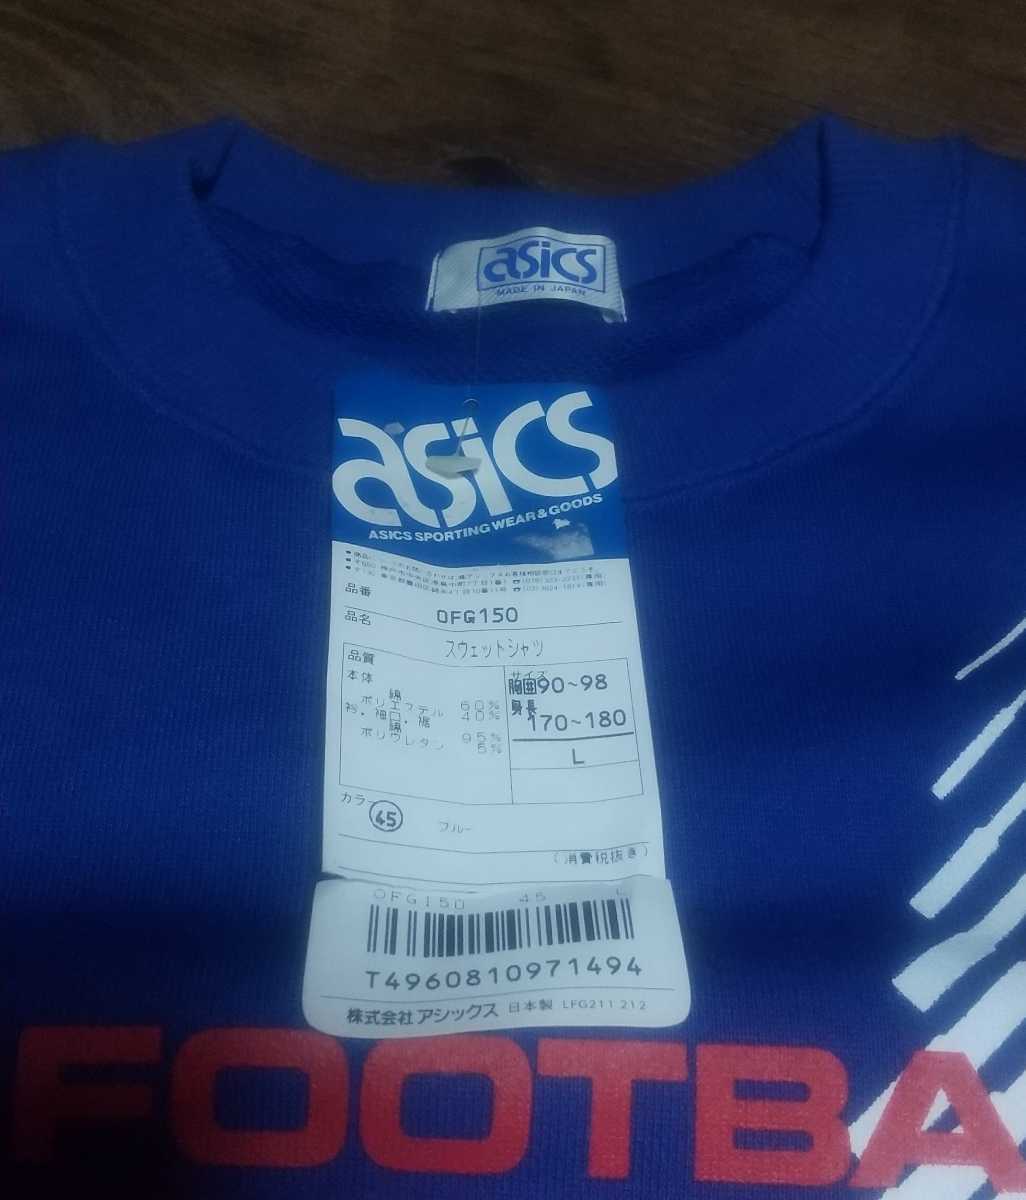 asics
MADE IN JAPAN
asics
ASICS SPORTING WEAR & GOODS
品番
OFG150
品名
スウェットシャツ
品質
本体
綿 60%
ポリエステル 40%
衿・袖口・裾
綿 95%
ポリウレタン 5%
サイズ
胸囲90~98
身長
170~180
L
カラー
45 ブルー
(消費税抜き)
OFG150 45 L
T4960810971494
株式会社アシックス 日本製 LFG211 212
FOOTBA